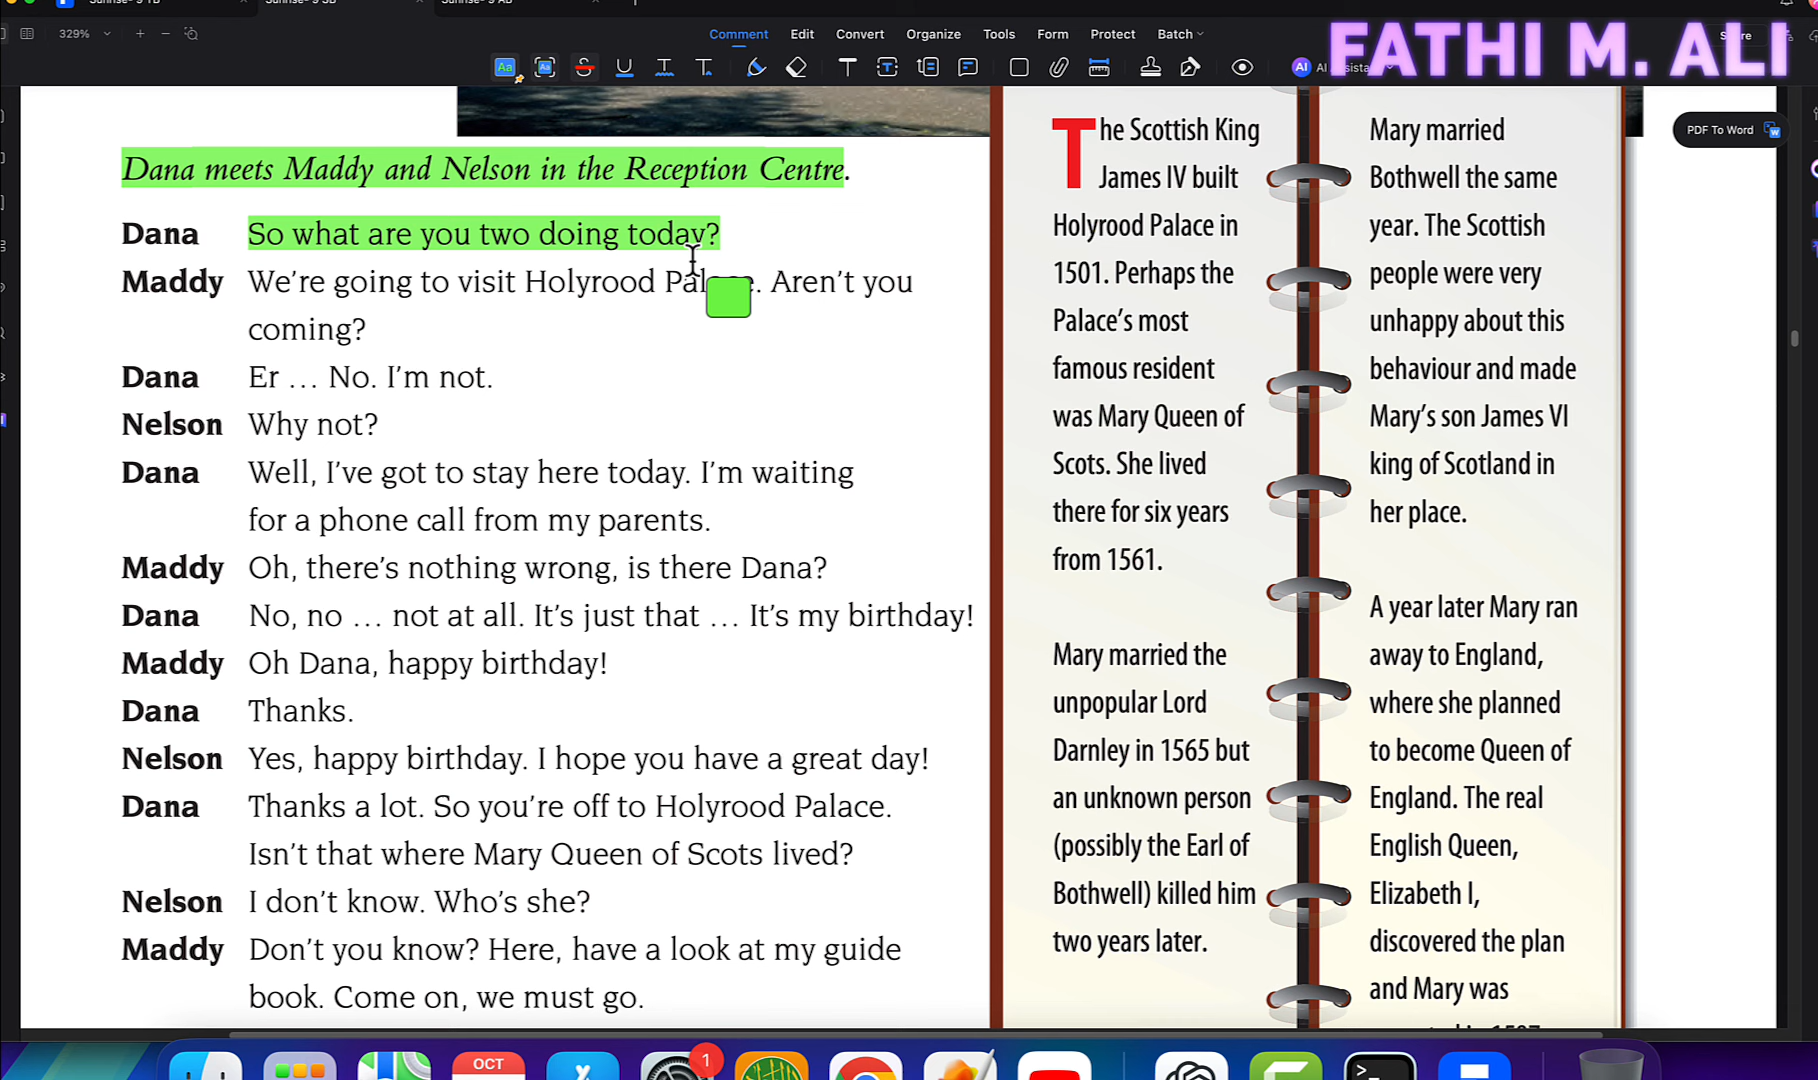 Sunrise- 9 TB
Sunrise- 9 SB
Sunrise- 9 AB
329%
Comment
Edit
Convert
Organize
Tools
Form
Protect
Batch
FATHI M. ALI
PDF To Word
Dana meets Maddy and Nelson in the Reception Centre.
Dana So what are you two doing today?
Maddy We're going to visit Holyrood Palace. Aren't you
coming?
Dana Er … No. I'm not.
Nelson Why not?
Dana Well, I've got to stay here today. I'm waiting
for a phone call from my parents.
Maddy Oh, there's nothing wrong, is there Dana?
Dana No, no … not at all. It's just that … It's my birthday!
Maddy Oh Dana, happy birthday!
Dana Thanks.
Nelson Yes, happy birthday. I hope you have a great day!
Dana Thanks a lot. So you're off to Holyrood Palace.
Isn't that where Mary Queen of Scots lived?
Nelson I don't know. Who's she?
Maddy Don't you know? Here, have a look at my guide
book. Come on, we must go.
The Scottish King
James IV built
Holyrood Palace in
1501. Perhaps the
Palace's most
famous resident
was Mary Queen of
Scots. She lived
there for six years
from 1561.
Mary married the
unpopular Lord
Darnley in 1565 but
an unknown person
(possibly the Earl of
Bothwell) killed him
two years later.
Mary married
Bothwell the same
year. The Scottish
people were very
unhappy about this
behaviour and made
Mary's son James VI
king of Scotland in
her place.
A year later Mary ran
away to England,
where she planned
to become Queen of
England. The real
English Queen,
Elizabeth I,
discovered the plan
and Mary was
OCT
1